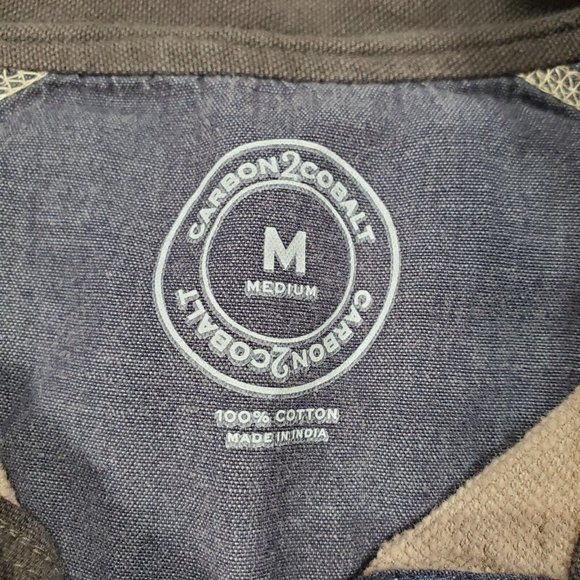 CARBON2COBALT
M
MEDIUM
CARBON2COBALT
100% COTTON
MADE IN INDIA